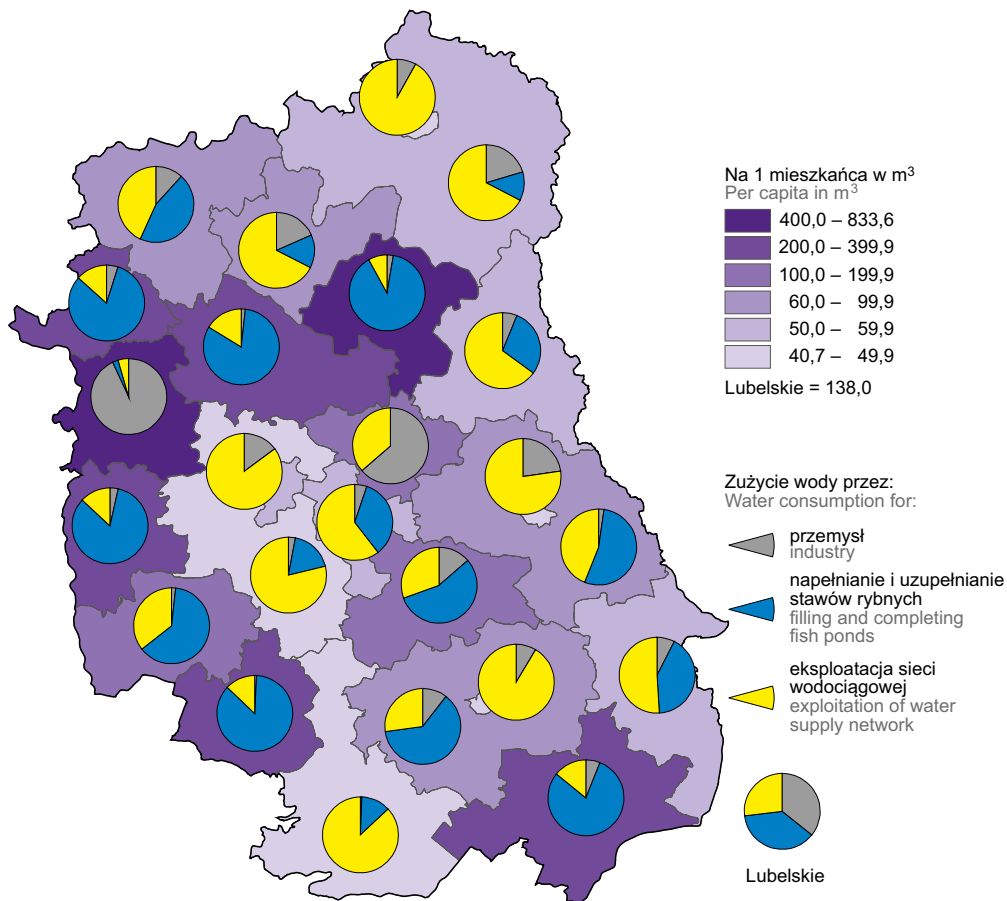 Na 1 mieszkańca w m³
Per capita in m³
400,0 – 833,6
200,0 – 399,9
100,0 – 199,9
60,0 – 99,9
50,0 – 59,9
40,7 – 49,9
Lubelskie = 138,0
Zużycie wody przez:
Water consumption for:
przemysł
industry
napełnianie i uzupełnianie
stawów rybnych
filling and completing
fish ponds
eksploatacja sieci
wodociągowej
exploitation of water
supply network
Lubelskie